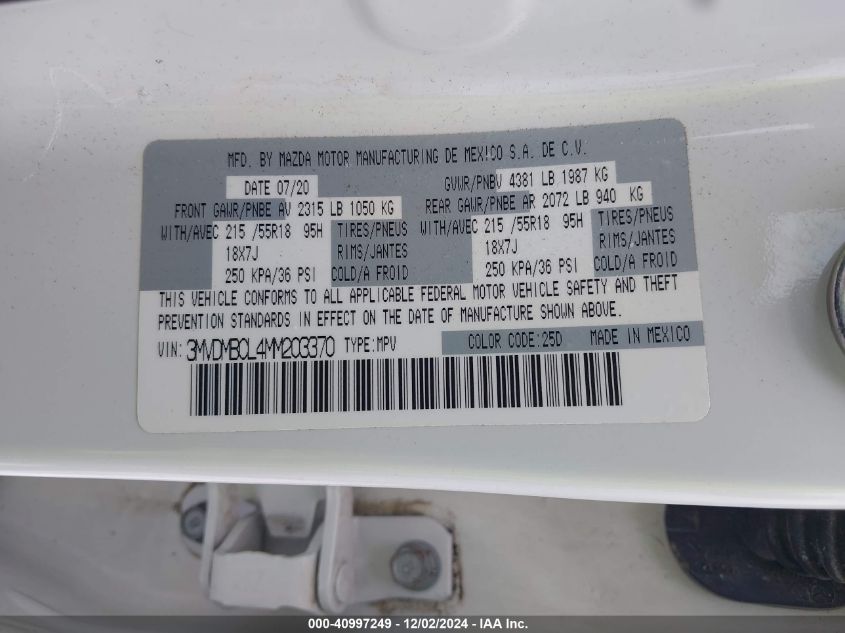 MFD. BY MAZDA MOTOR MANUFACTURING DE MEXICO S.A. DE C.V.
DATE 07/20 GVWR/PNBV 4381 LB 1987 KG
FRONT GAWR/PNBE AV 2315 LB 1050 KG REAR GAWR/PNBE AR 2072 LB 940 KG
WITH/AVEC 215 /55R18 95H TIRES/PNEUS WITH/AVEC 215 /55R18 95H TIRES/PNEUS
18X7J RIMS/JANTES 18X7J RIMS/JANTES
250 KPA/36 PSI COLD/A FROID 250 KPA/36 PSI COLD/A FROID
THIS VEHICLE CONFORMS TO ALL APPLICABLE FEDERAL MOTOR VEHICLE SAFETY AND THEFT
PREVENTION STANDARDS IN EFFECT ON THE DATE OF MANUFACTURE SHOWN ABOVE.
VIN: 3MVDMBCL4MM203370 TYPE:MPV COLOR CODE:25D MADE IN MEXICO
000-40997249 - 12/02/2024 - IAA Inc.